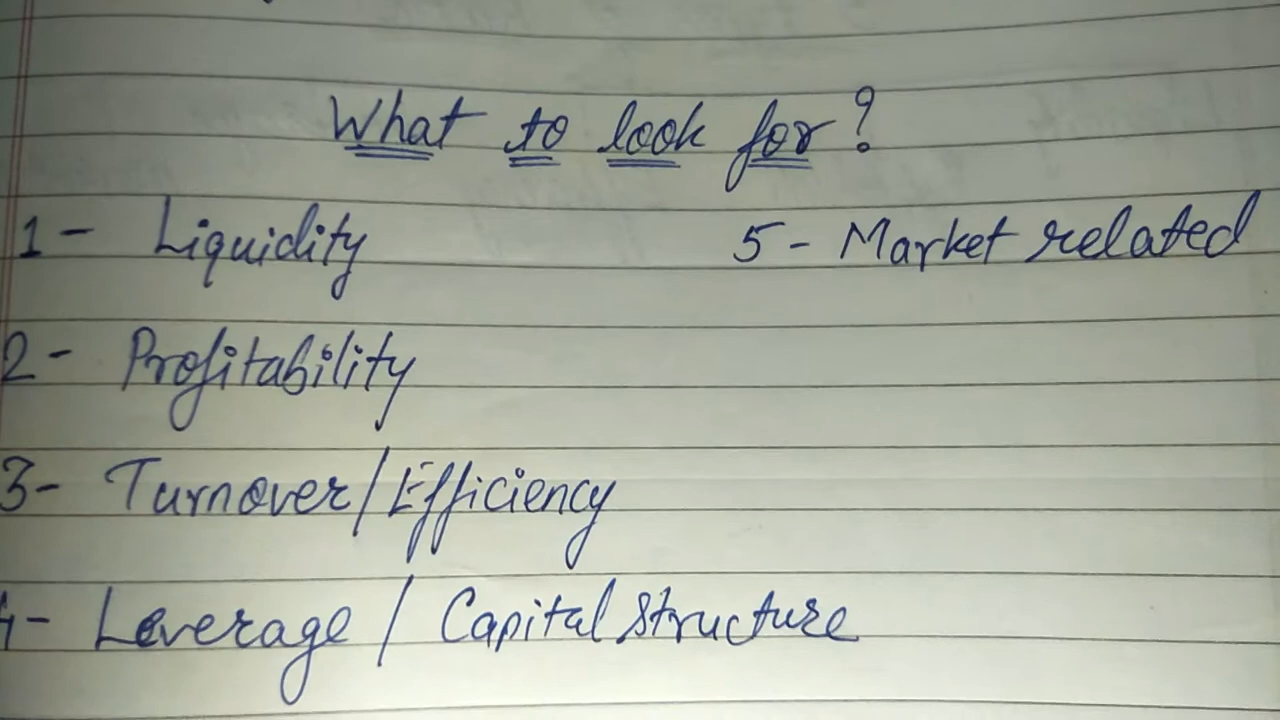 What to look for?
1- Liquidity
2- Profitability
3- Turnover/Efficiency
4- Leverage / Capital structure
5- Market related